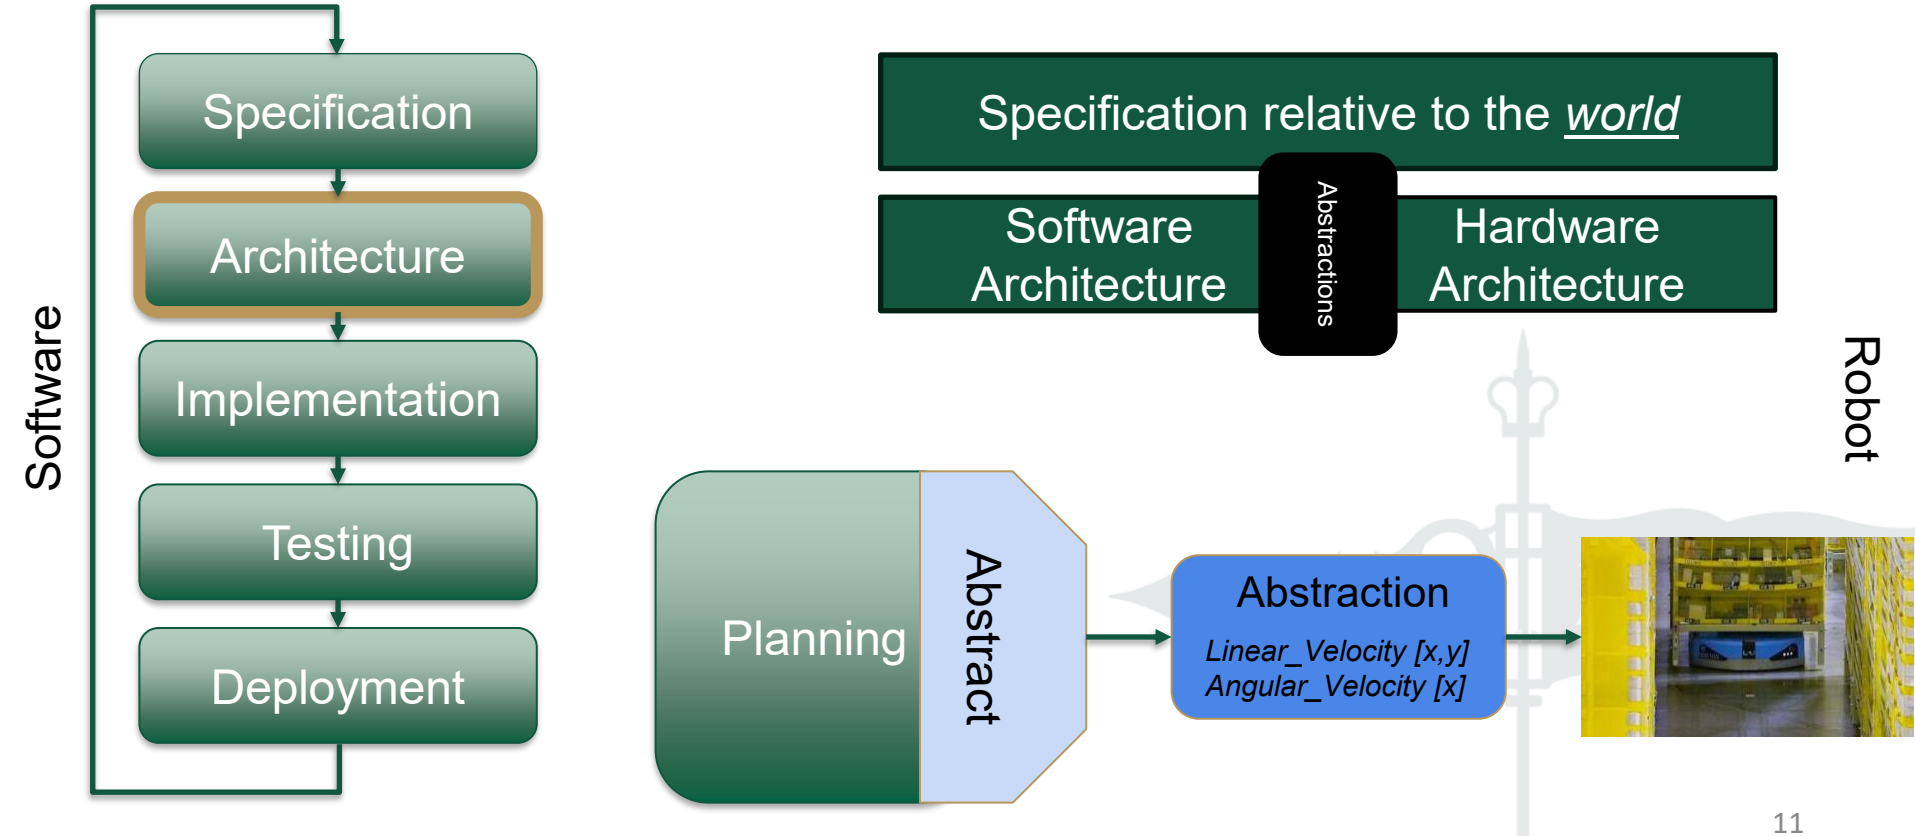 Software
Specification
Architecture
Implementation
Testing
Deployment
Specification relative to the world
Software
Architecture
Abstractions
Hardware
Architecture
Robot
Planning
Abstract
Abstraction
Linear_Velocity [x,y]
Angular_Velocity [x]
11